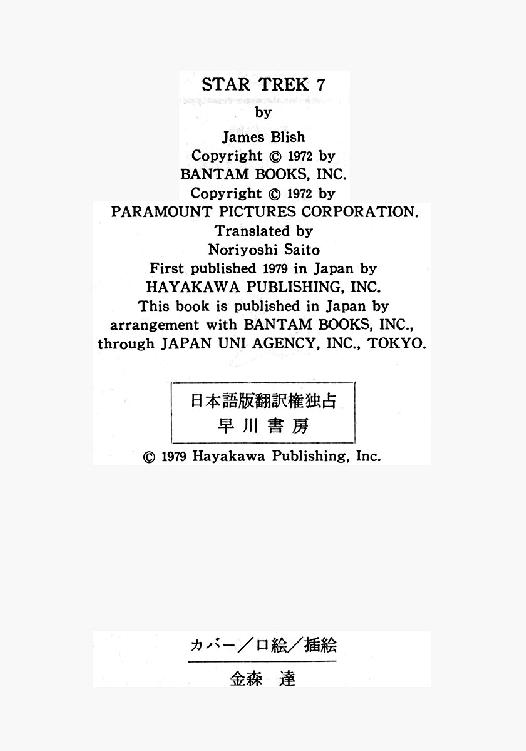 STAR TREK 7
by
James Blish
Copyright © 1972 by
BANTAM BOOKS, INC.
Copyright © 1972 by
PARAMOUNT PICTURES CORPORATION.
Translated by
Noriyoshi Saito
First published 1979 in Japan by
HAYAKAWA PUBLISHING, INC.
This book is published in Japan by
arrangement with BANTAM BOOKS, INC.,
through JAPAN UNI AGENCY, INC., TOKYO.
日本語版翻訳権独占
早川書房
© 1979 Hayakawa Publishing, Inc.
カバー/口絵/插絵
金森 達